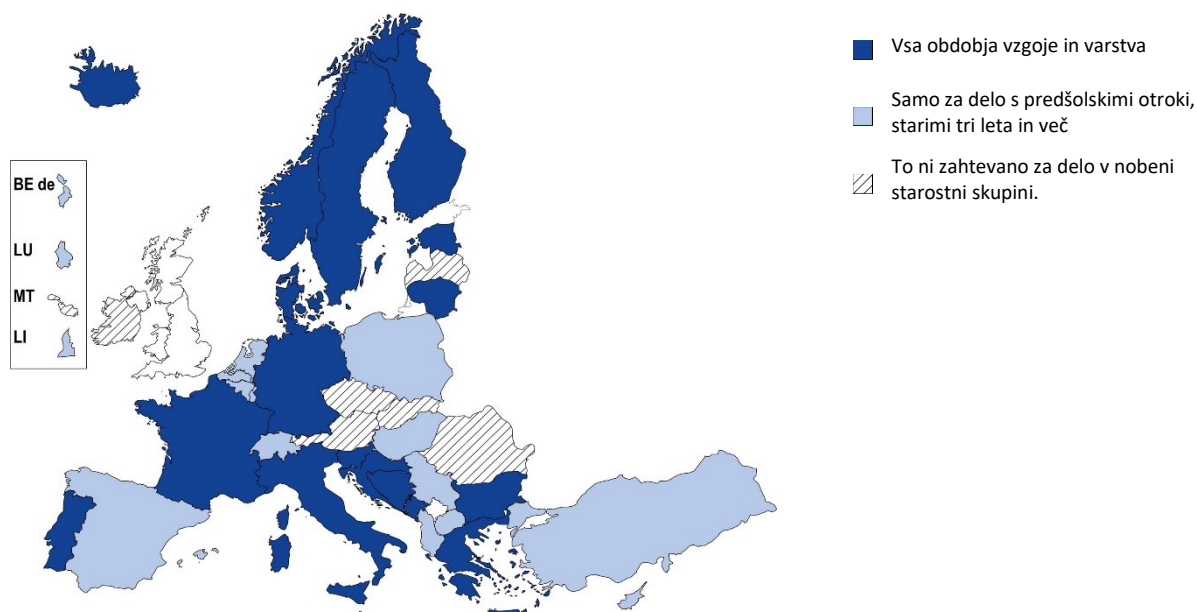 Vsa obdobja vzgoje in varstva
Samo za delo s predšolskimi otroki,
starimi tri leta in več
To ni zahtevano za delo v nobeni
starostni skupini.
BE de
LU
MT
LI